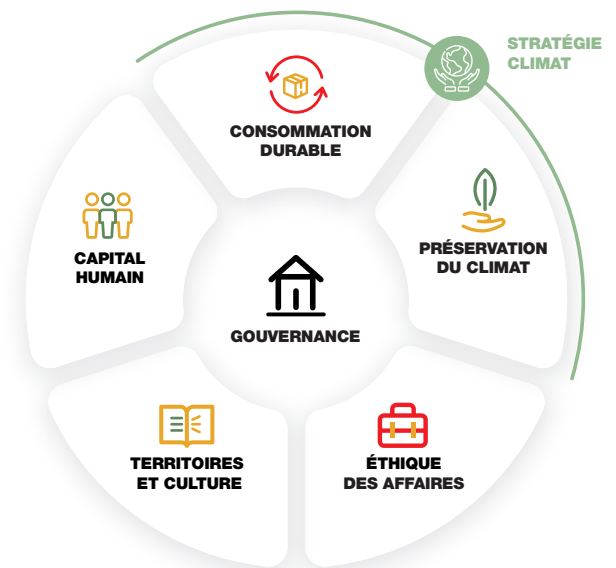 STRATÉGIE
CLIMAT
CONSOMMATION
DURABLE
CAPITAL
HUMAIN
PRÉSERVATION
DU CLIMAT
GOUVERNANCE
TERRITOIRES
ET CULTURE
ÉTHIQUE
DES AFFAIRES